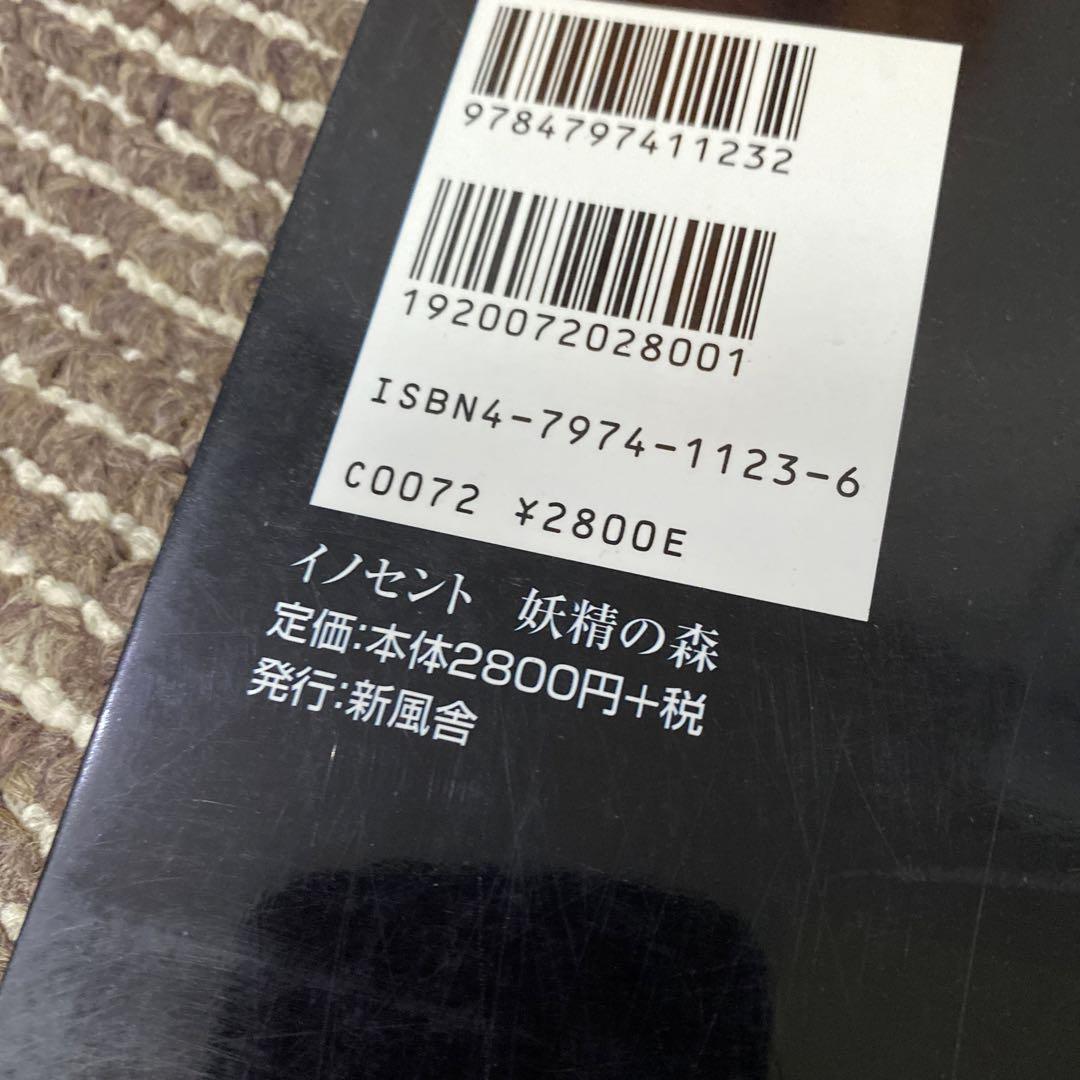 9784797411232
1920072028001
ISBN4-7974-1123-6
C0072 ¥2800E
イノセント 妖精の森
定価:本体2800円+税
発行:新風舎